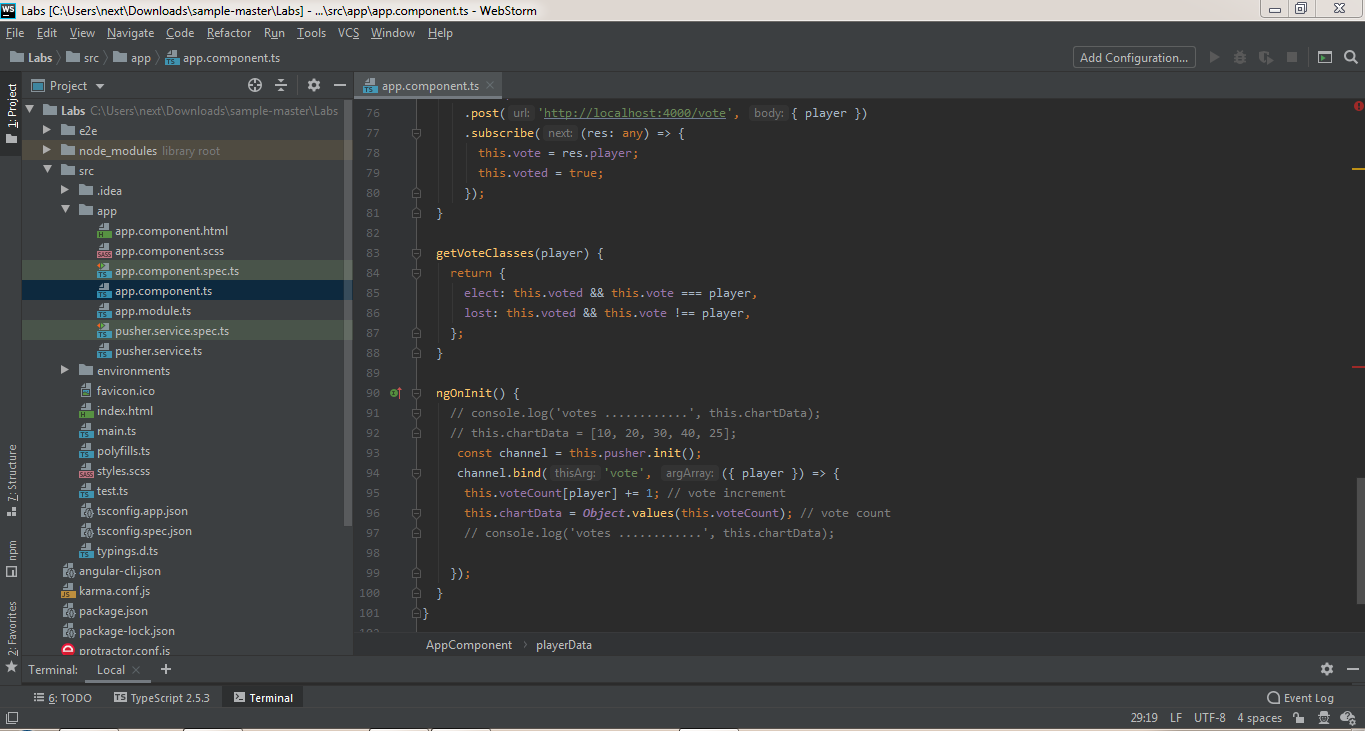 WS Labs [C:\Users\next\Downloads\sample-master\Labs] - ...\src\app\app.component.ts - WebStorm
File Edit View Navigate Code Refactor Run Tools VCS Window Help
Labs src app app.component.ts Add Configuration...
1: Project
7: Structure
npm
2: Favorites
Project
Labs C:\Users\next\Downloads\sample-master\Labs
e2e
node_modules library root
src
.idea
app
app.component.html
app.component.scss
app.component.spec.ts
app.component.ts
app.module.ts
pusher.service.spec.ts
pusher.service.ts
environments
favicon.ico
index.html
main.ts
polyfills.ts
styles.scss
test.ts
tsconfig.app.json
tsconfig.spec.json
typings.d.ts
angular-cli.json
karma.conf.js
package.json
package-lock.json
protractor.conf.js
app.component.ts
76 .post( url: 'http://localhost:4000/vote', body: { player })
77 .subscribe( next: (res: any) => {
78 this.vote = res.player;
79 this.voted = true;
80 });
81 }
82
83 getVoteClasses(player) {
84 return {
85 elect: this.voted && this.vote === player,
86 lost: this.voted && this.vote !== player,
87 };
88 }
89
90 ngOnInit() {
91 // console.log('votes ............', this.chartData);
92 // this.chartData = [10, 20, 30, 40, 25];
93 const channel = this.pusher.init();
94 channel.bind( thisArg: 'vote', argArray: ({ player }) => {
95 this.voteCount[player] += 1; // vote increment
96 this.chartData = Object.values(this.voteCount); // vote count
97 // console.log('votes ............', this.chartData);
98
99 });
100 }
101 }
102
AppComponent playerData
Terminal: Local
6: TODO TypeScript 2.5.3 Terminal Event Log
29:19 LF UTF-8 4 spaces